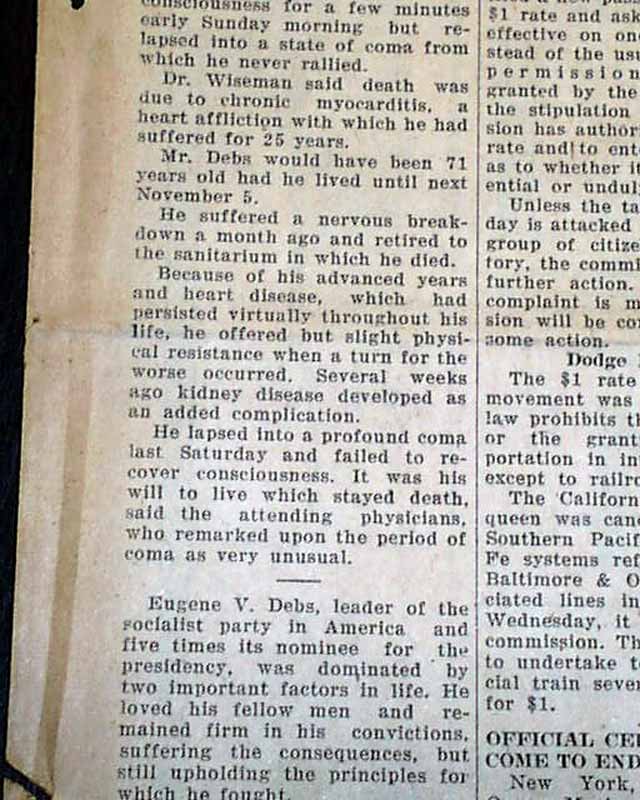 consciousness for a few minutes
early Sunday morning but re-
lapsed into a state of coma from
which he never rallied.
Dr. Wiseman said death was
due to chronic myocarditis, a
heart affliction with which he had
suffered for 25 years.
Mr. Debs would have been 71
years old had he lived until next
November 5.
He suffered a nervous break-
down a month ago and retired to
the sanitarium in which he died.
Because of his advanced years
and heart disease, which had
persisted virtually throughout his
life, he offered but slight physi-
cal resistance when a turn for the
worse occurred. Several weeks
ago kidney disease developed as
an added complication.
He lapsed into a profound coma
last Saturday and failed to re-
cover consciousness. It was his
will to live which stayed death,
said the attending physicians,
who remarked upon the period of
coma as very unusual.
Eugene V. Debs, leader of the
socialist party in America and
five times its nominee for the
presidency, was dominated by
two important factors in life. He
loved his fellow men and re-
mained firm in his convictions,
suffering the consequences, but
still upholding the principles for
which he fought.
$1 rate and ask
effective on one
stead of the usu
permission
granted by the
the stipulation
sion has author
rate and to ente
as to whether it
ential or undul
Unless the ta
day is attacked
group of citize
tory, the commi
further action.
complaint is m
sion will be co
some action.
Dodge
The $1 rate
movement was
law prohibits th
or the grant
portation in in
except to railro
The California
queen was canc
Southern Pacif
Fe systems ref
Baltimore & O
ciated lines in
Wednesday, it
commission. Th
to undertake t
cial train seve
for $1.
OFFICIAL CE
COME TO END
New York,